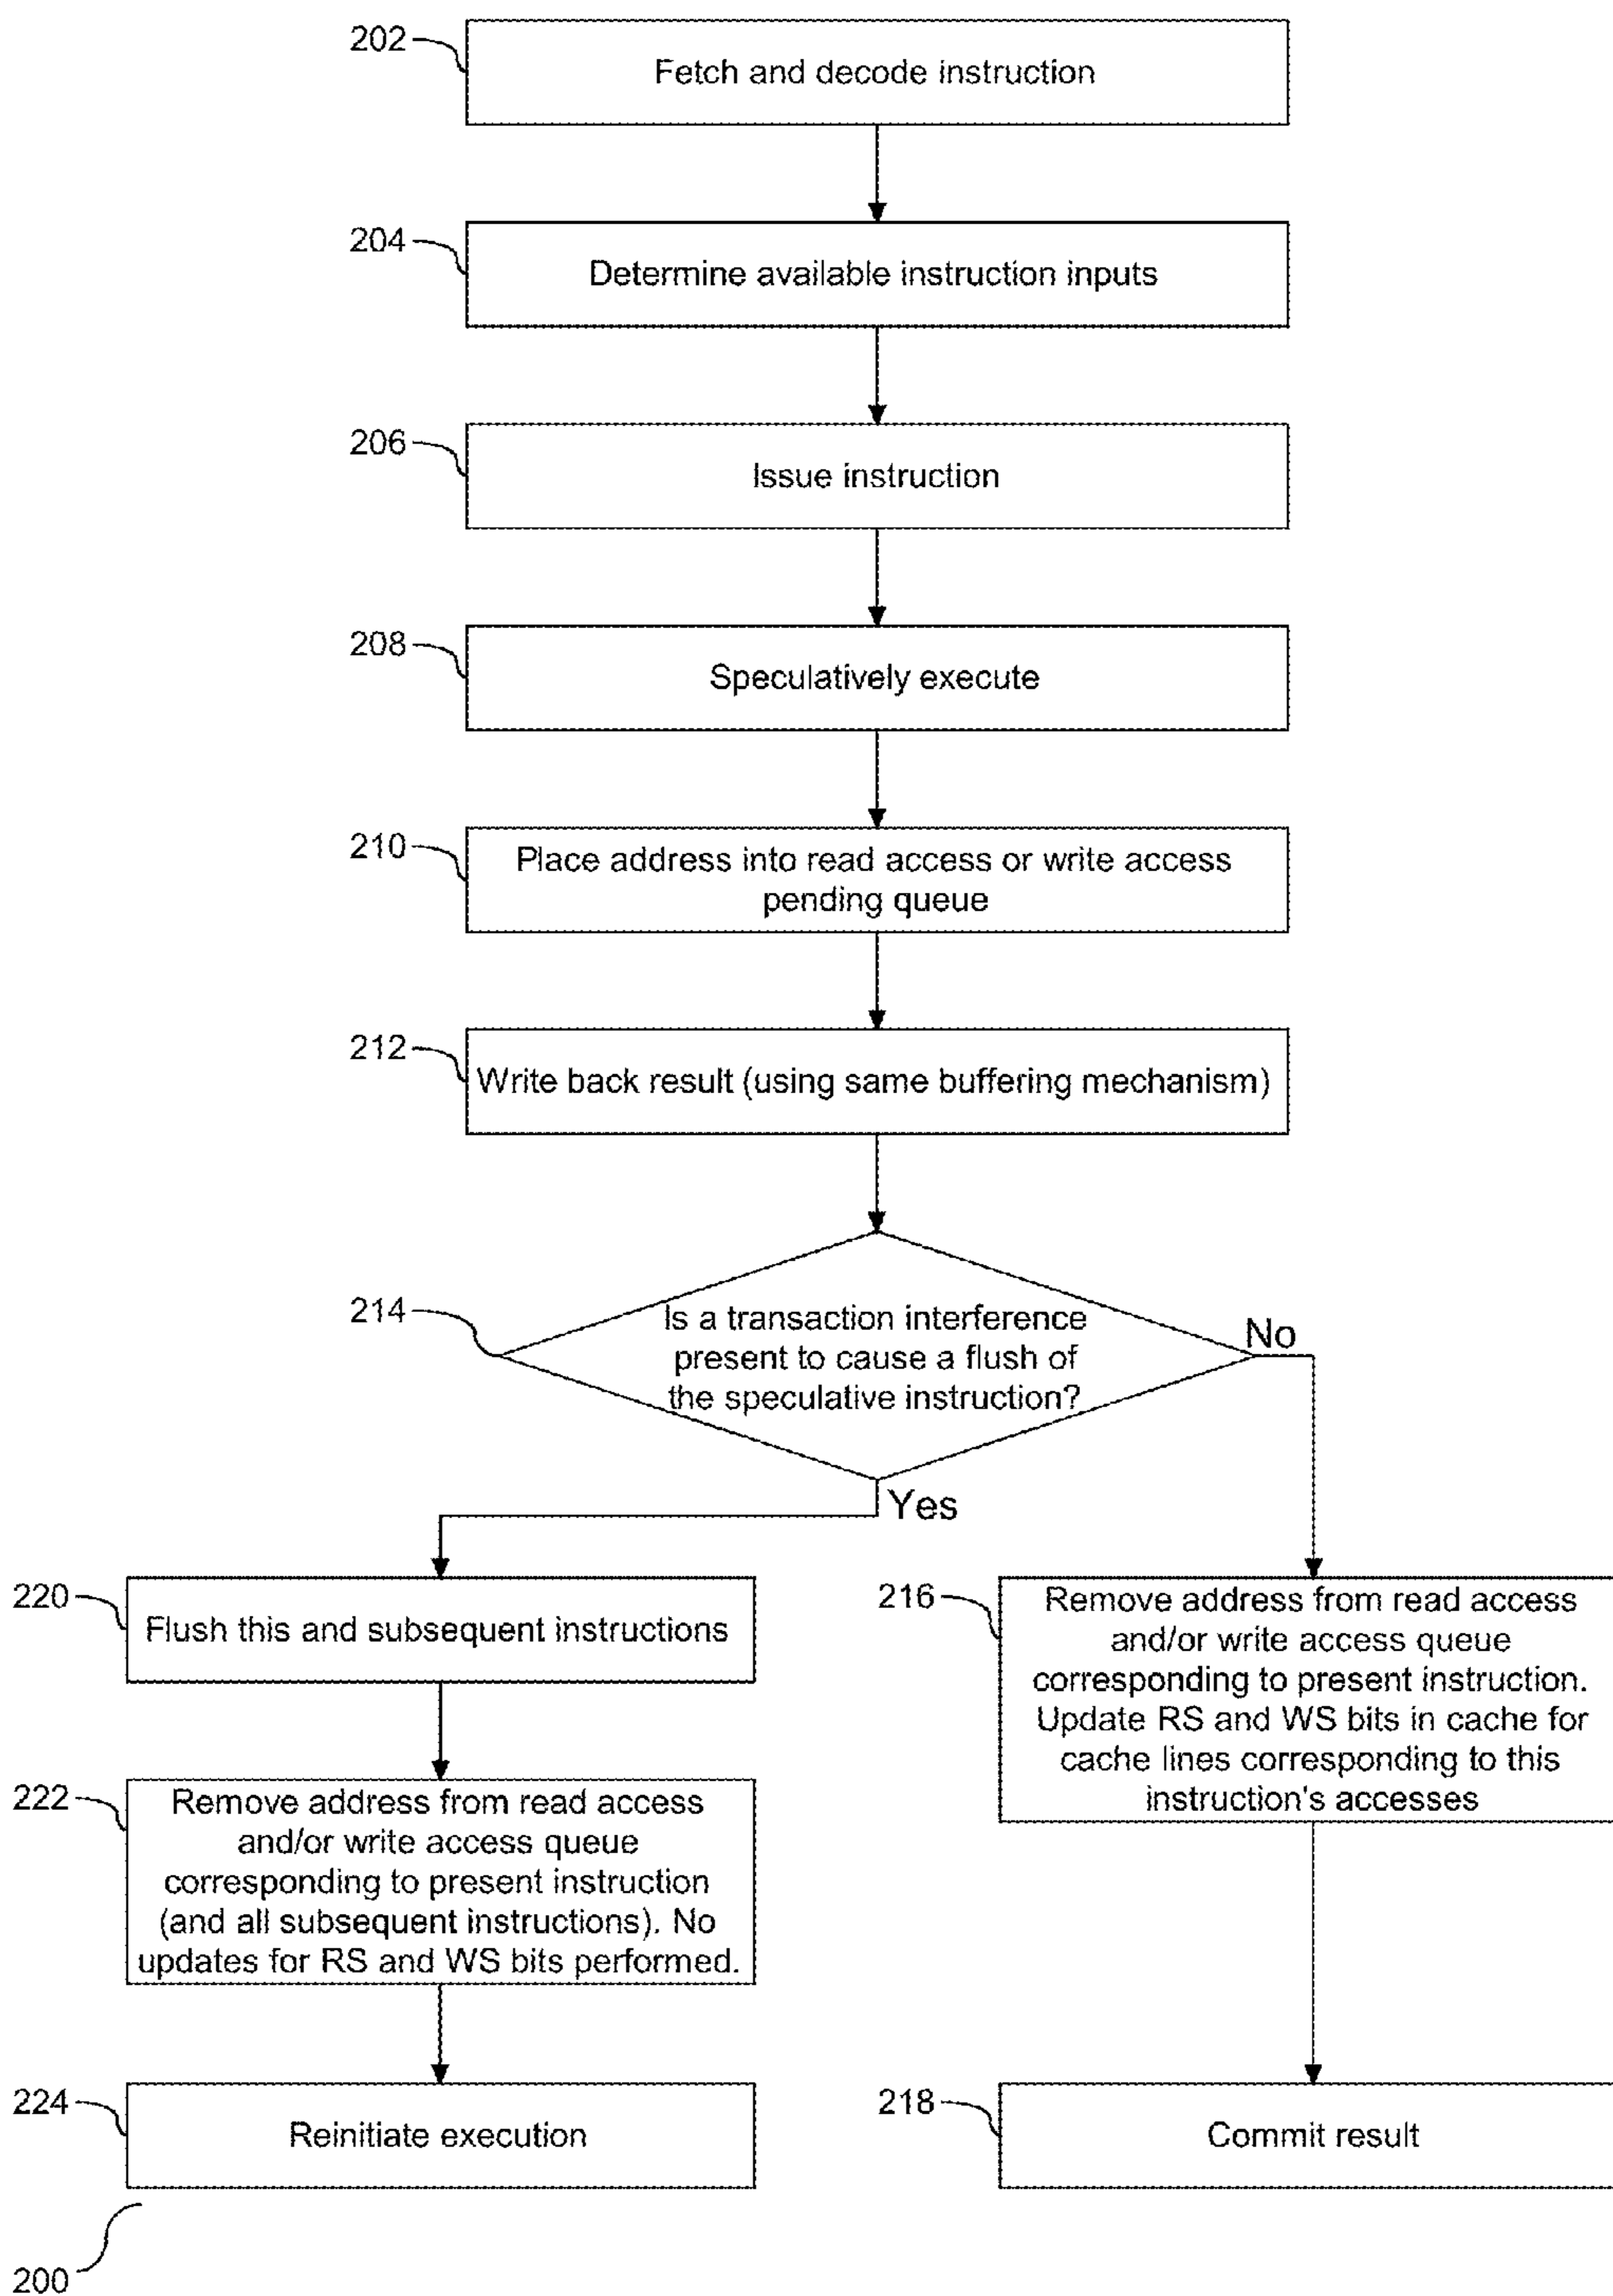 202
Fetch and decode instruction
204
Determine available instruction inputs
206
Issue instruction
208
Speculatively execute
210
Place address into read access or write access
pending queue
212
Write back result (using same buffering mechanism)
214
Is a transaction interference
present to cause a flush of
the speculative instruction?
No
Yes
220
Flush this and subsequent instructions
216
Remove address from read access
and/or write access queue
corresponding to present instruction.
Update RS and WS bits in cache for
cache lines corresponding to this
instruction's accesses
222
Remove address from read access
and/or write access queue
corresponding to present instruction
(and all subsequent instructions). No
updates for RS and WS bits performed.
224
Reinitiate execution
218
Commit result
200